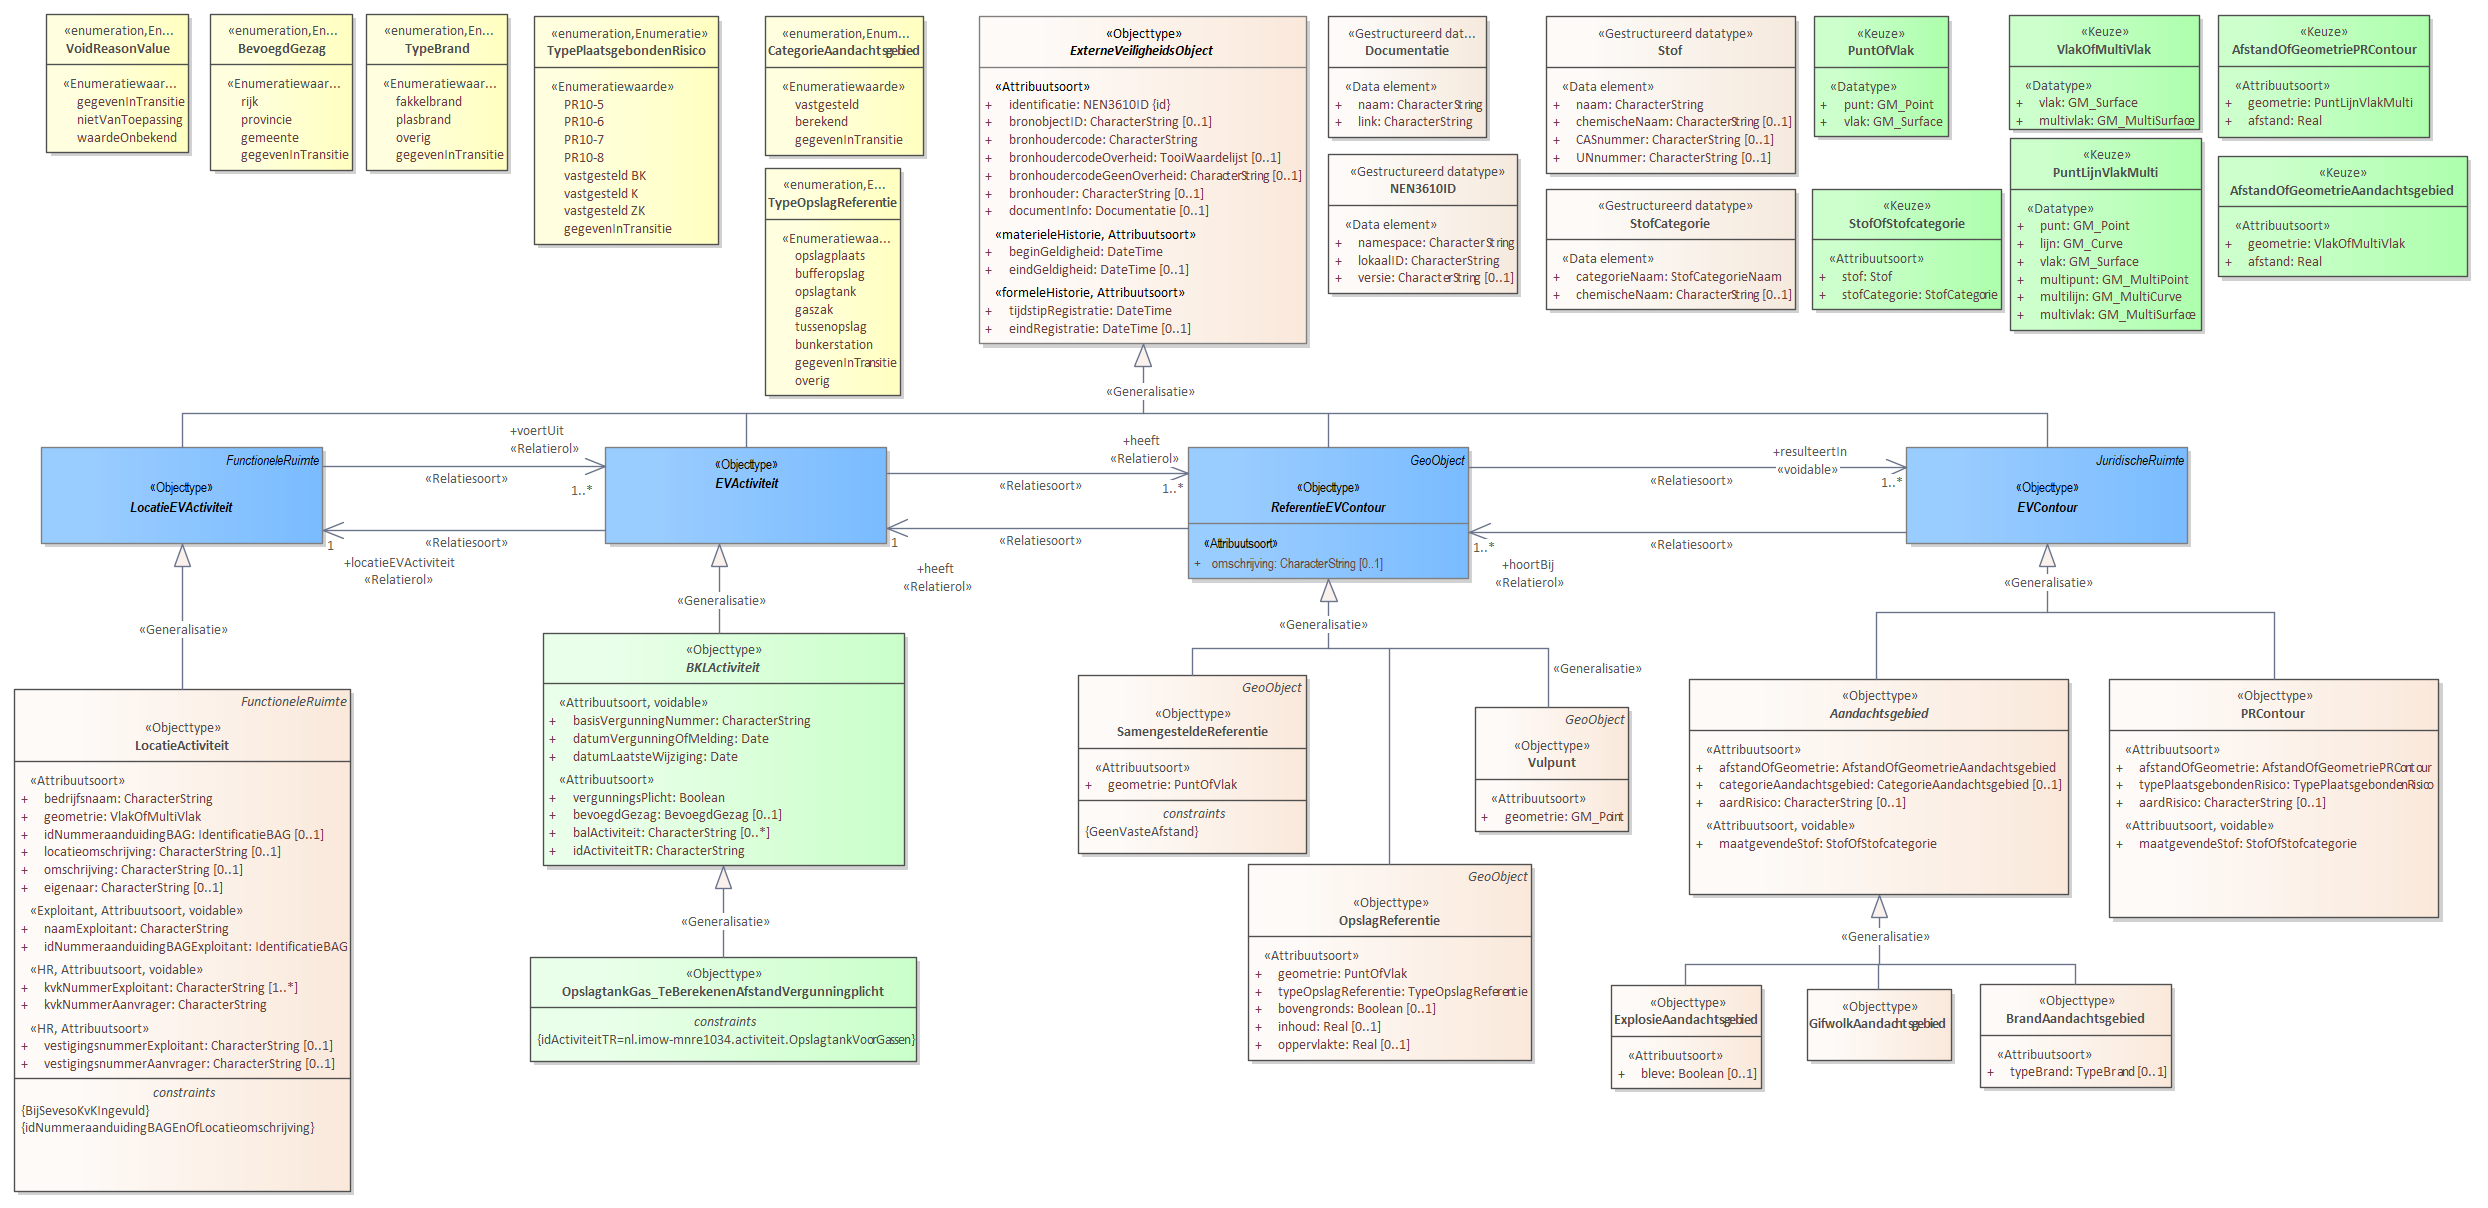 «enumeration,En...
VoidReasonValue
«Enumeratiewaar...
gegevenInTransitie
nietVanToepassing
waardeOnbekend
«enumeration,En...
BevoegdGezag
«Enumeratiewaar...
rijk
provincie
gemeente
gegevenInTransitie
«enumeration,En...
TypeBrand
«Enumeratiewaar...
fakkelbrand
plasbrand
overig
gegevenInTransitie
«enumeration,Enumeratie»
TypePlaatsgebondenRisico
«Enumeratiewaarde»
PR10-5
PR10-6
PR10-7
PR10-8
vastgesteld BK
vastgesteld K
vastgesteld ZK
gegevenInTransitie
«enumeration,Enum...
CategorieAandachtsgebied
«Enumeratiewaarde»
vastgesteld
berekend
gegevenInTransitie
«enumeration,E...
TypeOpslagReferentie
«Enumeratiewaa...
opslagplaats
bufferopslag
opslagtank
gaszak
tussenopslag
bunkerstation
gegevenInTransitie
overig
«Objecttype»
ExterneVeiligheidsObject
«Attribuutsoort»
+ identificatie: NEN3610ID {id}
+ bronobjectID: CharacterString [0..1]
+ bronhoudercode: CharacterString
+ bronhoudercodeOverheid: TooiWaardelijst [0..1]
+ bronhoudercodeGeenOverheid: CharacterString [0..1]
+ bronhouder: CharacterString [0..1]
+ documentInfo: Documentatie [0..1]
«materieleHistorie, Attribuutsoort»
+ beginGeldigheid: DateTime
+ eindGeldigheid: DateTime [0..1]
«formeleHistorie, Attribuutsoort»
+ tijdstipRegistratie: DateTime
+ eindRegistratie: DateTime [0..1]
«Gestructureerd dat...
Documentatie
«Data element»
+ naam: CharacterString
+ link: CharacterString
«Gestructureerd datatype»
NEN3610ID
«Data element»
+ namespace: CharacterString
+ lokaalID: CharacterString
+ versie: CharacterString [0..1]
«Gestructureerd datatype»
Stof
«Data element»
+ naam: CharacterString
+ chemischeNaam: CharacterString [0..1]
+ CASnummer: CharacterString [0..1]
+ UNnummer: CharacterString [0..1]
«Gestructureerd datatype»
StofCategorie
«Data element»
+ categorieNaam: StofCategorieNaam
+ chemischeNaam: CharacterString [0..1]
«Keuze»
PuntOfVlak
«Datatype»
+ punt: GM_Point
+ vlak: GM_Surface
«Keuze»
StofOfStofcategorie
«Attribuutsoort»
+ stof: Stof
+ stofCategorie: StofCategorie
«Keuze»
VlakOfMultiVlak
«Datatype»
+ vlak: GM_Surface
+ multivlak: GM_MultiSurface
«Keuze»
PuntLijnVlakMulti
«Datatype»
+ punt: GM_Point
+ lijn: GM_Curve
+ vlak: GM_Surface
+ multipunt: GM_MultiPoint
+ multilijn: GM_MultiCurve
+ multivlak: GM_MultiSurface
«Keuze»
AfstandOfGeometriePRContour
«Attribuutsoort»
+ geometrie: PuntLijnVlakMulti
+ afstand: Real
«Keuze»
AfstandOfGeometrieAandachtsgebied
«Attribuutsoort»
+ geometrie: VlakOfMultiVlak
+ afstand: Real
«Generalisatie»
FunctioneleRuimte
«Objecttype»
LocatieEVActiviteit
+voertUit
«Relatierol»
«Relatiesoort»
1..*
«Relatiesoort»
1
+locatieEVActiviteit
«Relatierol»
«Objecttype»
EVActiviteit
+heeft
«Relatierol»
«Relatiesoort»
1..*
«Relatiesoort»
1
+heeft
«Relatierol»
GeoObject
«Objecttype»
ReferentieEVContour
«Attribuutsoort»
+ omschrijving: CharacterString [0..1]
+resulteertIn
«voidable»
«Relatiesoort»
1..*
«Relatiesoort»
1..*
+hoortBij
«Relatierol»
JuridischeRuimte
«Objecttype»
EVContour
«Generalisatie»
«Generalisatie»
«Generalisatie»
«Generalisatie»
«Generalisatie»
FunctioneleRuimte
«Objecttype»
LocatieActiviteit
«Attribuutsoort»
+ bedrijfsnaam: CharacterString
+ geometrie: VlakOfMultiVlak
+ idNummeraanduidingBAG: IdentificatieBAG [0..1]
+ locatieomschrijving: CharacterString [0..1]
+ omschrijving: CharacterString [0..1]
+ eigenaar: CharacterString [0..1]
«Exploitant, Attribuutsoort, voidable»
+ naamExploitant: CharacterString
+ idNummeraanduidingBAGExploitant: IdentificatieBAG
«HR, Attribuutsoort, voidable»
+ kvkNummerExploitant: CharacterString [1..*]
+ kvkNummerAanvrager: CharacterString
«HR, Attribuutsoort»
+ vestigingsnummerExploitant: CharacterString [0..1]
+ vestigingsnummerAanvrager: CharacterString [0..1]
constraints
{BijSevesoKvKIngevuld}
{idNummeraanduidingBAGEnOfLocatieomschrijving}
«Objecttype»
BKLActiviteit
«Attribuutsoort, voidable»
+ basisVergunningNummer: CharacterString
+ datumVergunningOfMelding: Date
+ datumLaatsteWijziging: Date
«Attribuutsoort»
+ vergunningsPlicht: Boolean
+ bevoegdGezag: BevoegdGezag [0..1]
+ balActiviteit: CharacterString [0..*]
+ idActiviteitTR: CharacterString
«Generalisatie»
«Objecttype»
OpslagtankGas_TeBerekenenAfstandVergunningplicht
constraints
{idActiviteitTR=nl.imow-mnre1034.activiteit.OpslagtankVoorGassen}
GeoObject
«Objecttype»
SamengesteldeReferentie
«Attribuutsoort»
+ geometrie: PuntOfVlak
constraints
{GeenVasteAfstand}
GeoObject
«Objecttype»
Vulpunt
«Attribuutsoort»
+ geometrie: GM_Point
GeoObject
«Objecttype»
OpslagReferentie
«Attribuutsoort»
+ geometrie: PuntOfVlak
+ typeOpslagReferentie: TypeOpslagReferentie
+ bovengronds: Boolean [0..1]
+ inhoud: Real [0..1]
+ oppervlakte: Real [0..1]
«Objecttype»
Aandachtsgebied
«Attribuutsoort»
+ afstandOfGeometrie: AfstandOfGeometrieAandachtsgebied
+ categorieAandachtsgebied: CategorieAandachtsgebied [0..1]
+ aardRisico: CharacterString [0..1]
«Attribuutsoort, voidable»
+ maatgevendeStof: StofOfStofcategorie
«Objecttype»
PRContour
«Attribuutsoort»
+ afstandOfGeometrie: AfstandOfGeometriePRContour
+ typePlaatsgebondenRisico: TypePlaatsgebondenRisico
+ aardRisico: CharacterString [0..1]
«Attribuutsoort, voidable»
+ maatgevendeStof: StofOfStofcategorie
«Generalisatie»
«Objecttype»
ExplosieAandachtsgebied
«Attribuutsoort»
+ bleve: Boolean [0..1]
«Objecttype»
GifwolkAandachtsgebied
«Objecttype»
BrandAandachtsgebied
«Attribuutsoort»
+ typeBrand: TypeBrand [0..1]